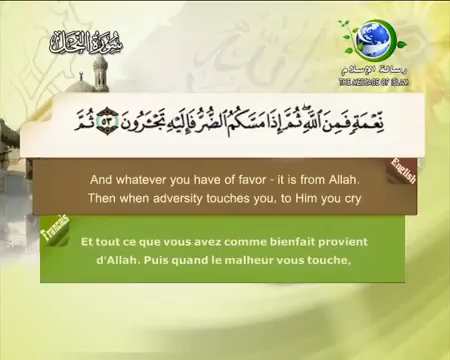 سورة النحل
رسالة الإسلام
THE MESSAGE OF ISLAM
نِعْمَةٍ فَمِنَ اللَّهِ ۖ ثُمَّ إِذَا مَسَّكُمُ الضُّرُّ فَإِلَيْهِ تَجْـَٔرُونَ ٥٣ ثُمَّ
English
And whatever you have of favor - it is from Allah.
Then when adversity touches you, to Him you cry
Français
Et tout ce que vous avez comme bienfait provient
d'Allah. Puis quand le malheur vous touche,